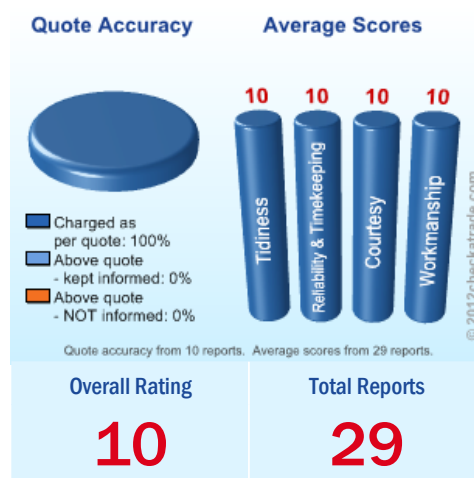 Quote Accuracy
Average Scores
10 10 10 10
Tidiness
Reliability & Timekeeping
Courtesy
Workmanship
Charged as
per quote: 100%
Above quote
- kept informed: 0%
Above quote
- NOT informed: 0%
© 2012checkatrade.com
Quote accuracy from 10 reports. Average scores from 29 reports.
Overall Rating
Total Reports
10
29